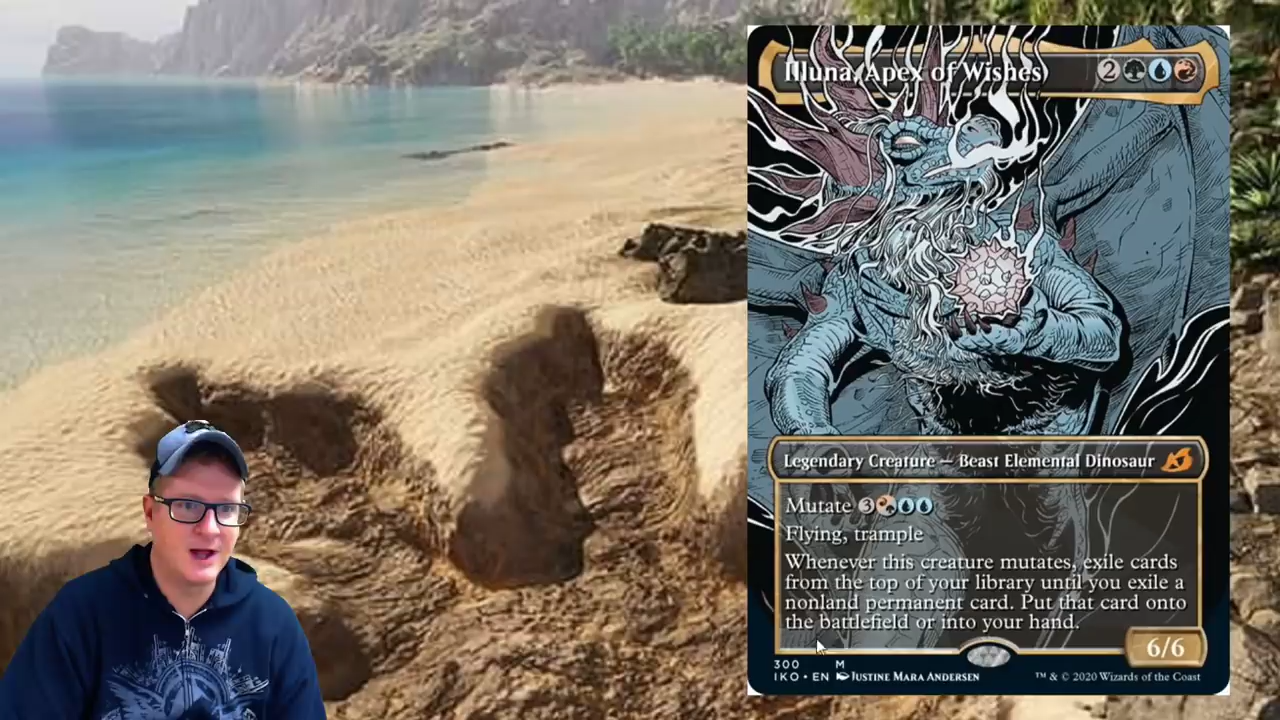 Illuna, Apex of Wishes
2
Legendary Creature — Beast Elemental Dinosaur
Mutate 3
Flying, trample
Whenever this creature mutates, exile cards
from the top of your library until you exile a
nonland permanent card. Put that card onto
the battlefield or into your hand.
6/6
300 M
IKO • EN Justine Mara Andersen
™ & © 2020 Wizards of the Coast